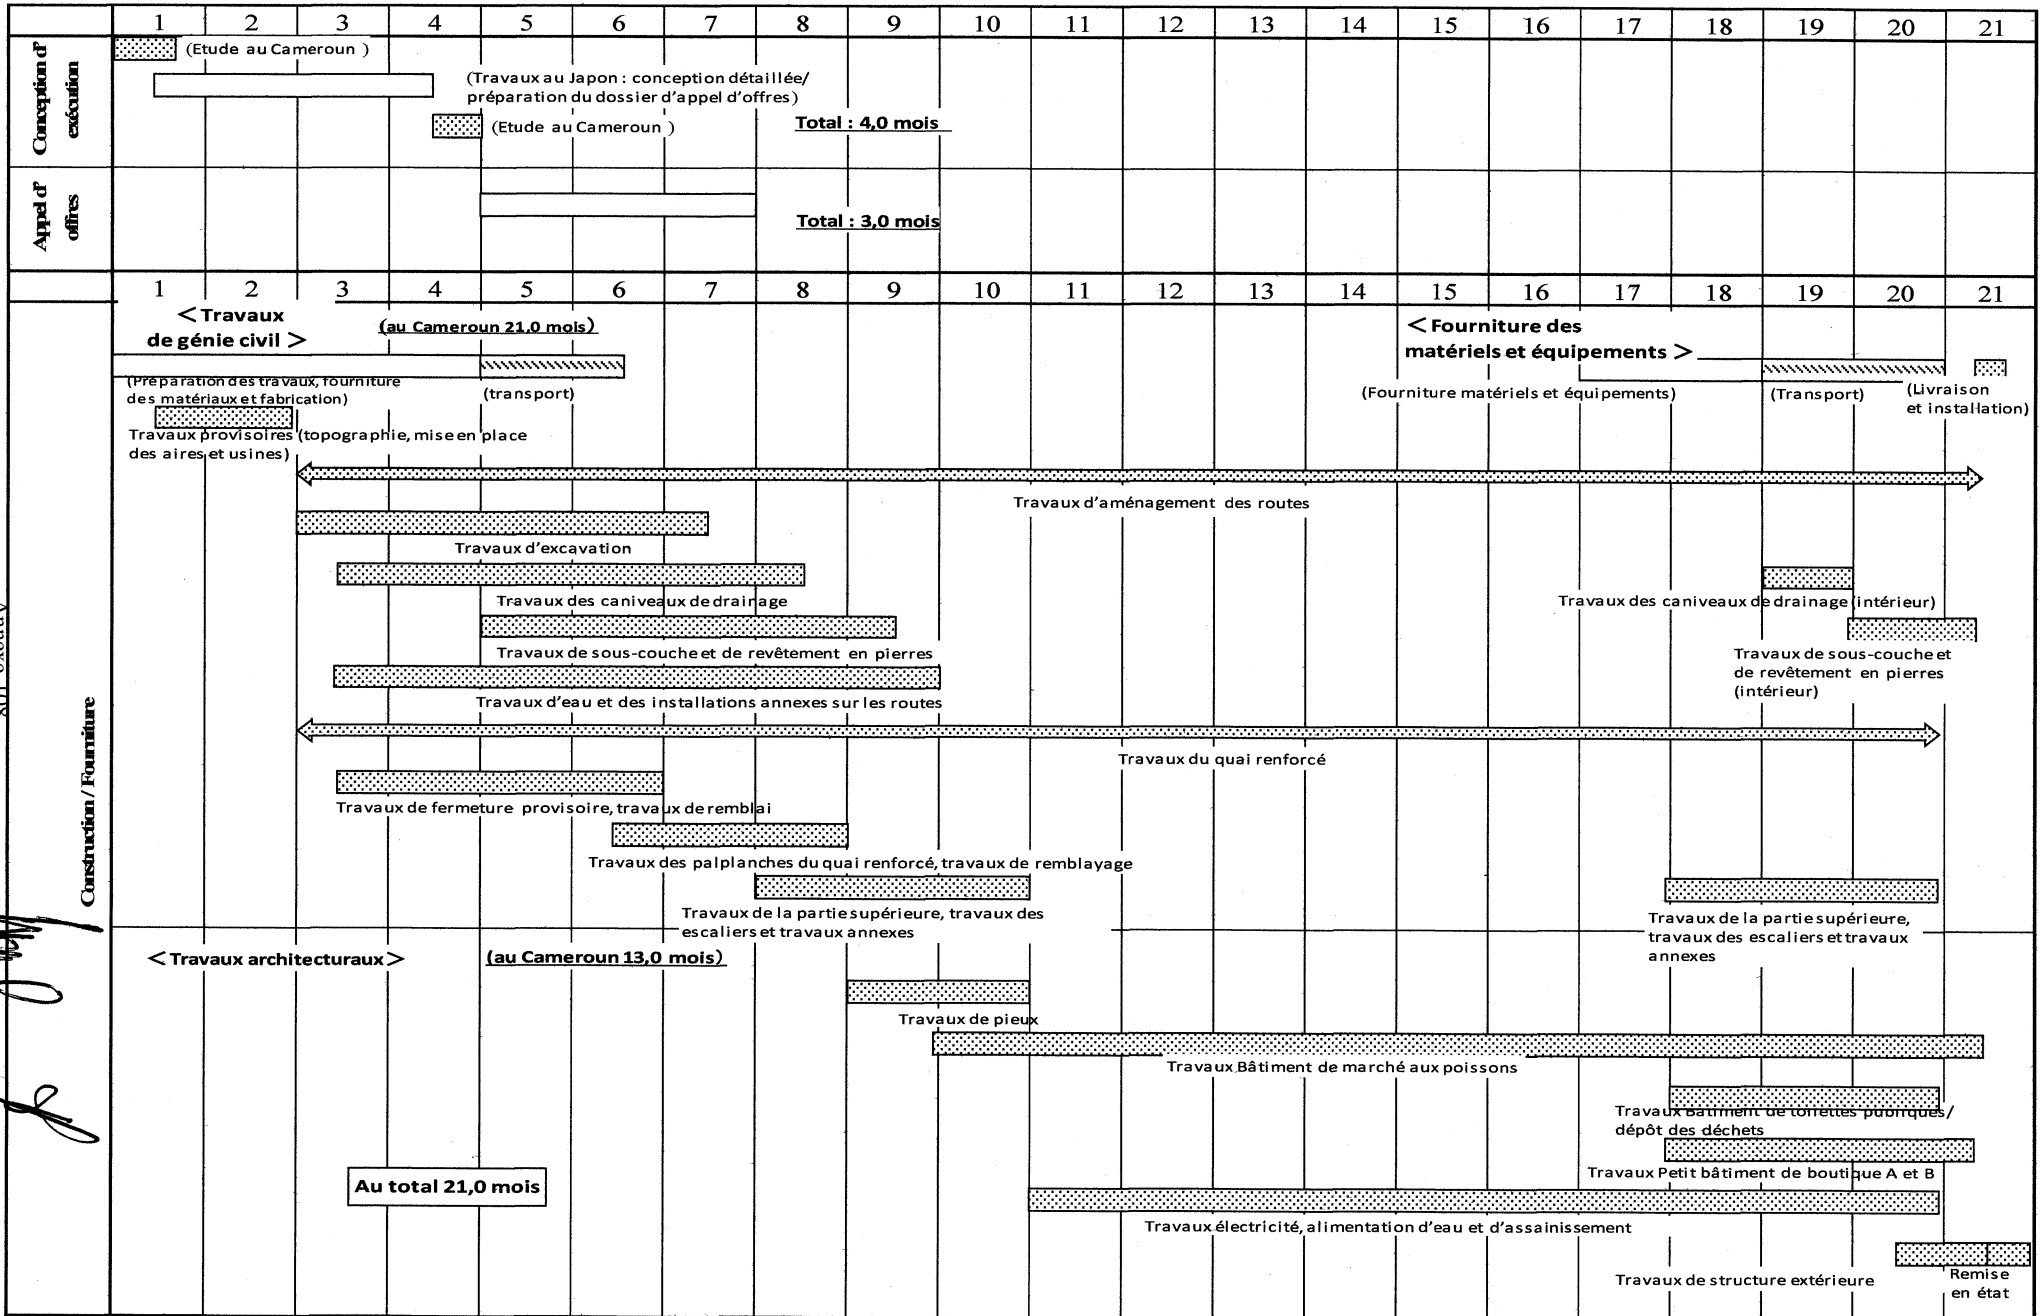 1 2 3 4 5 6 7 8 9 10 11 12 13 14 15 16 17 18 19 20 21
Conception d'
exécution
(Etude au Cameroun )
(Travaux au Japon : conception détaillée/
préparation du dossier d'appel d'offres)
(Etude au Cameroun )
Total : 4,0 mois
Appel d'
offres
Total : 3,0 mois
1 2 3 4 5 6 7 8 9 10 11 12 13 14 15 16 17 18 19 20 21
Construction / Fourniture
<Travaux
de génie civil >
(au Cameroun 21,0 mois)
<Fourniture des
matériels et équipements >
(Préparation des travaux, fourniture
des matériaux et fabrication)
(transport)
(Fourniture matériels et équipements)
(Transport)
(Livraison
et installation)
Travaux provisoires (topographie, mise en place
des aires et usines)
Travaux d'aménagement des routes
Travaux d'excavation
Travaux des caniveaux de drainage
Travaux des caniveaux de drainage (intérieur)
Travaux de sous-couche et de revêtement en pierres
Travaux de sous-couche et
de revêtement en pierres
(intérieur)
Travaux d'eau et des installations annexes sur les routes
Travaux du quai renforcé
Travaux de fermeture provisoire, travaux de remblai
Travaux des palplanches du quai renforcé, travaux de remblayage
Travaux de la partie supérieure, travaux des
escaliers et travaux annexes
Travaux de la partie supérieure,
travaux des escaliers et travaux
annexes
<Travaux architecturaux>
(au Cameroun 13,0 mois)
Travaux de pieux
Travaux Bâtiment de marché aux poissons
Travaux Bâtiment de toilettes publiques/
dépôt des déchets
Travaux Petit bâtiment de boutique A et B
Au total 21,0 mois
Travaux électricité, alimentation d'eau et d'assainissement
Travaux de structure extérieure
Remise
en état